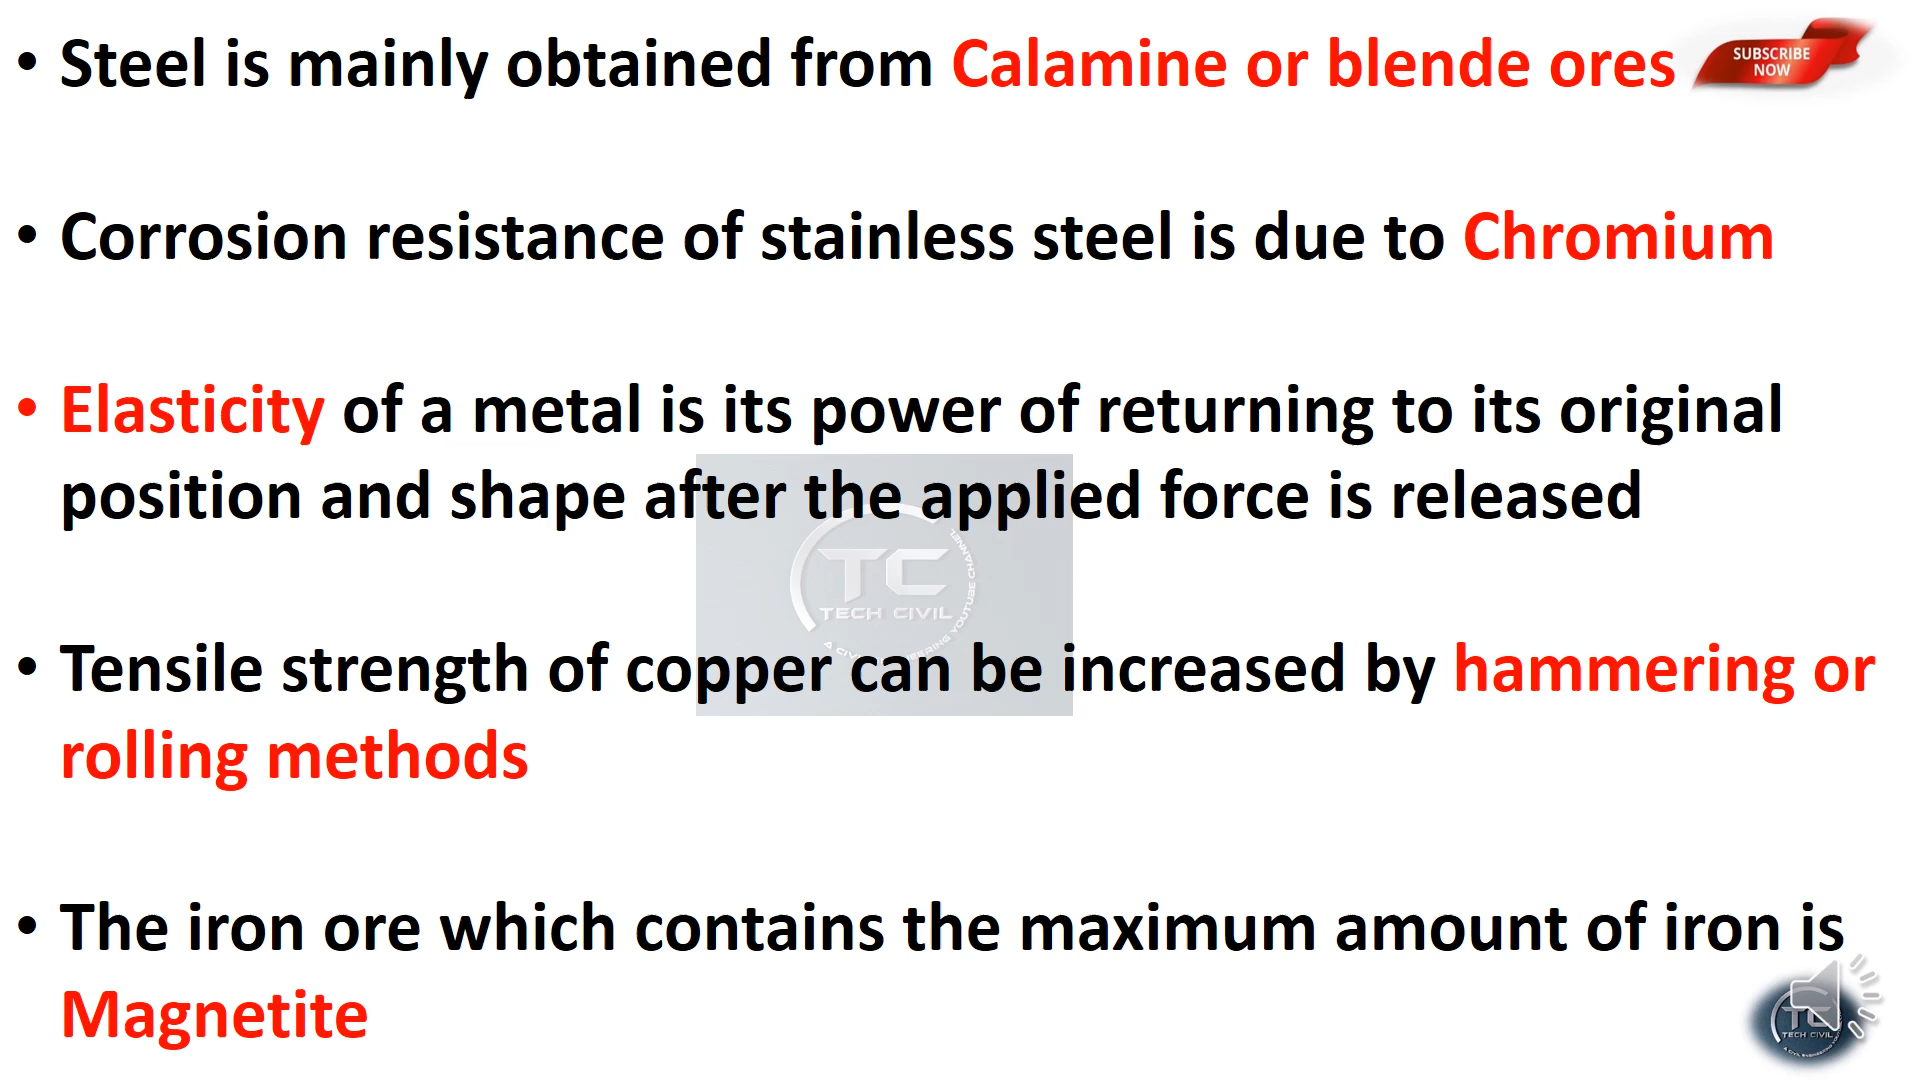 • Steel is mainly obtained from Calamine or blende ores
SUBSCRIBE
NOW
• Corrosion resistance of stainless steel is due to Chromium
• Elasticity of a metal is its power of returning to its original
position and shape after the applied force is released
TC
TECH CIVIL
• Tensile strength of copper can be increased by hammering or
rolling methods
• The iron ore which contains the maximum amount of iron is
Magnetite
TC
TECH CIVIL